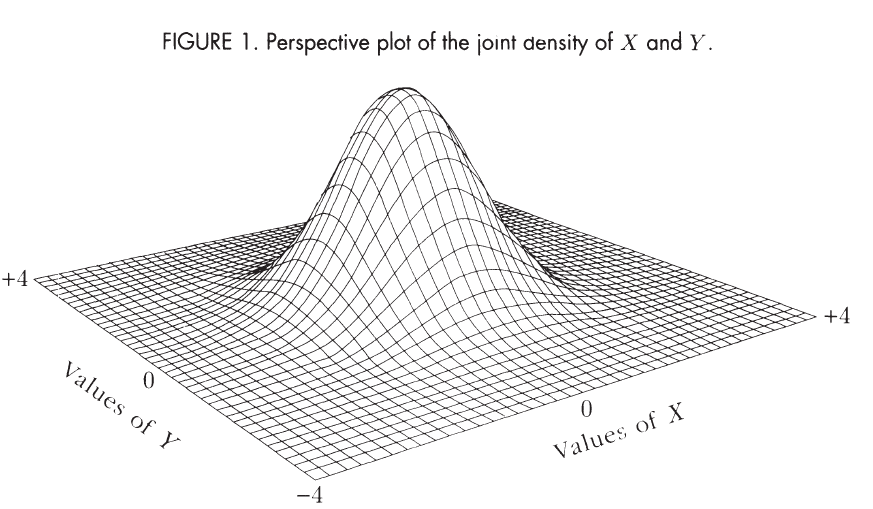 FIGURE 1. Perspective plot of the joint density of X and Y.
+4
+4
0
Values of Y
0
Values of X
−4